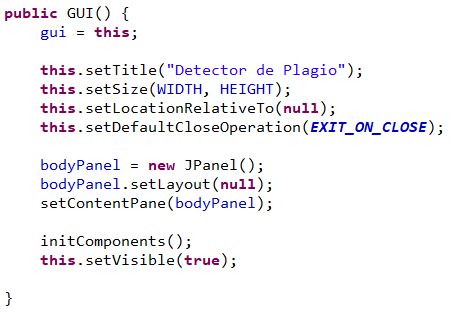 public GUI() {
    gui = this;

    this.setTitle("Detector de Plagio");
    this.setSize(WIDTH, HEIGHT);
    this.setLocationRelativeTo(null);
    this.setDefaultCloseOperation(EXIT_ON_CLOSE);

    bodyPanel = new JPanel();
    bodyPanel.setLayout(null);
    setContentPane(bodyPanel);

    initComponents();
    this.setVisible(true);

}